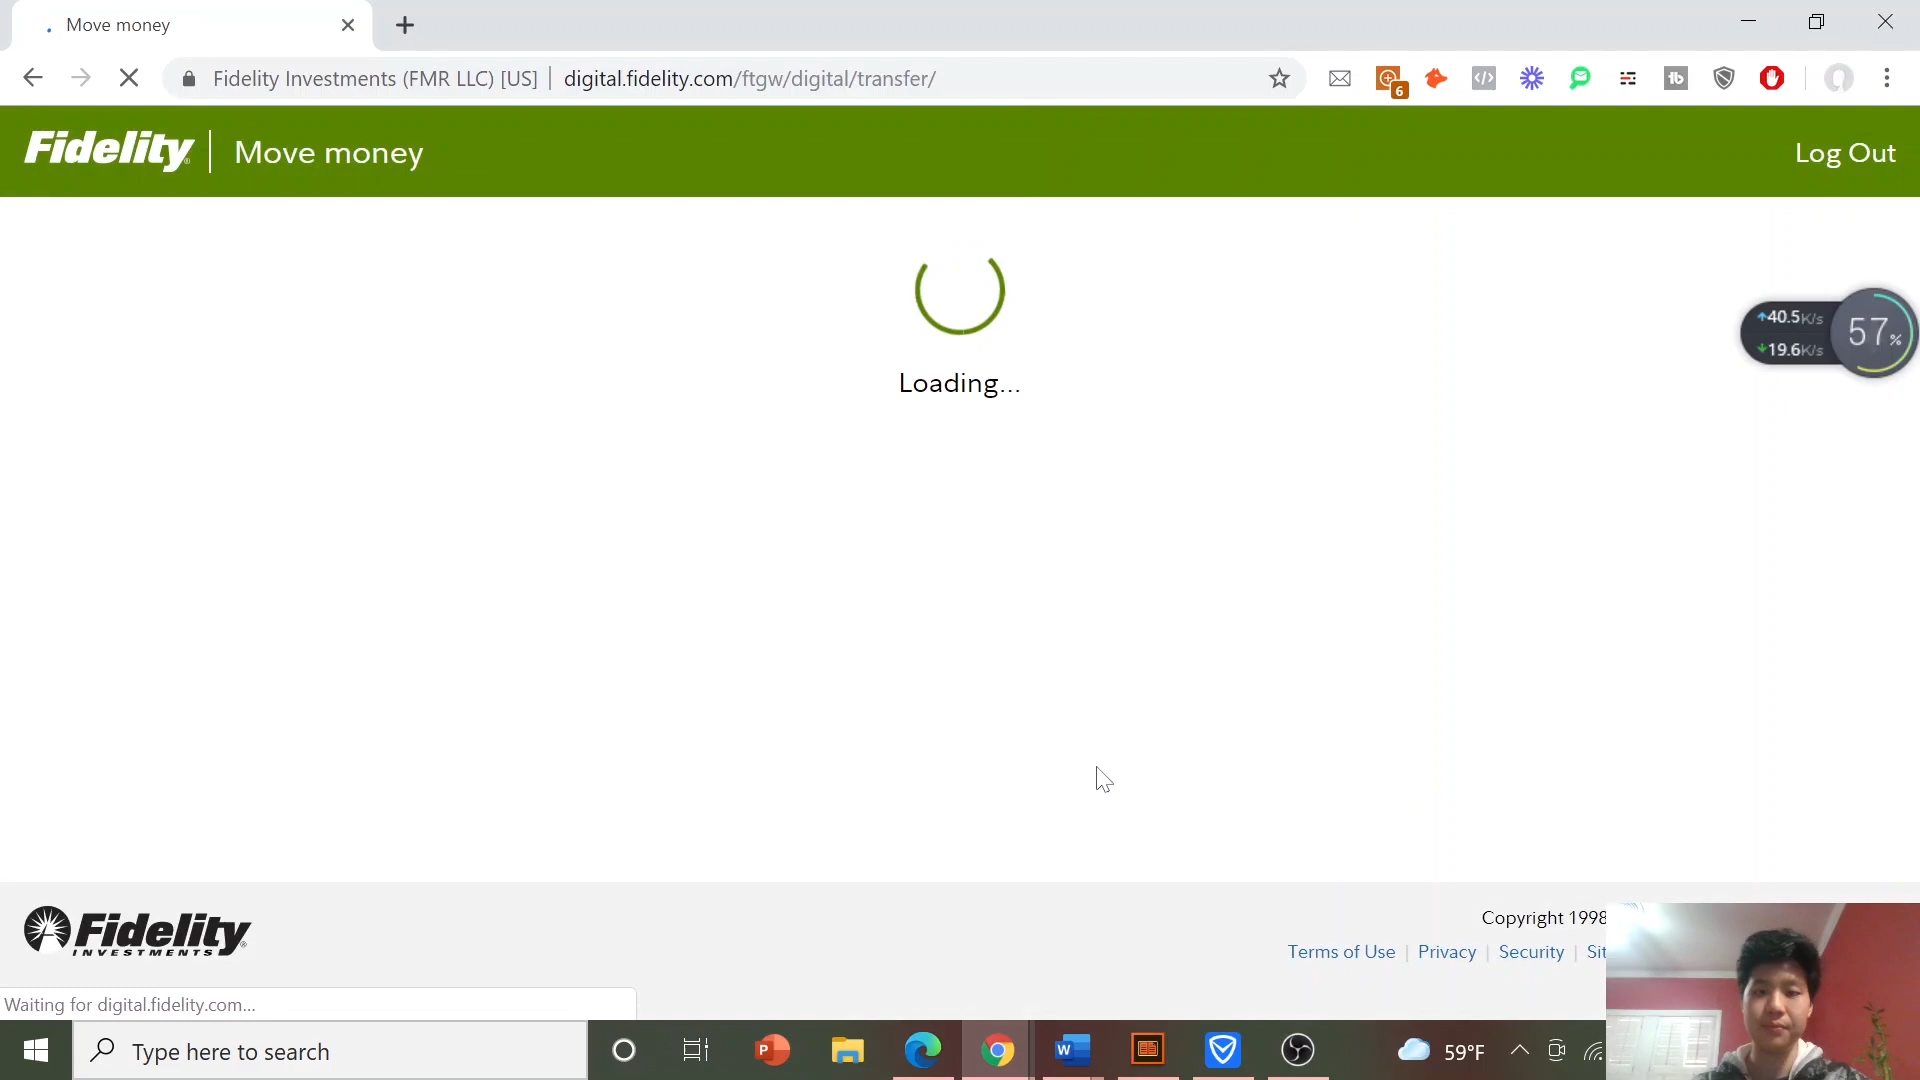 Move money
Fidelity Investments (FMR LLC) [US] | digital.fidelity.com/ftgw/digital/transfer/
6
tb
Fidelity | Move money
Log Out
Loading...
40.5K/s
19.6K/s
57%
Fidelity
INVESTMENTS
Copyright 1998
Terms of Use | Privacy | Security | Sit
Waiting for digital.fidelity.com...
Type here to search
P
W
59°F